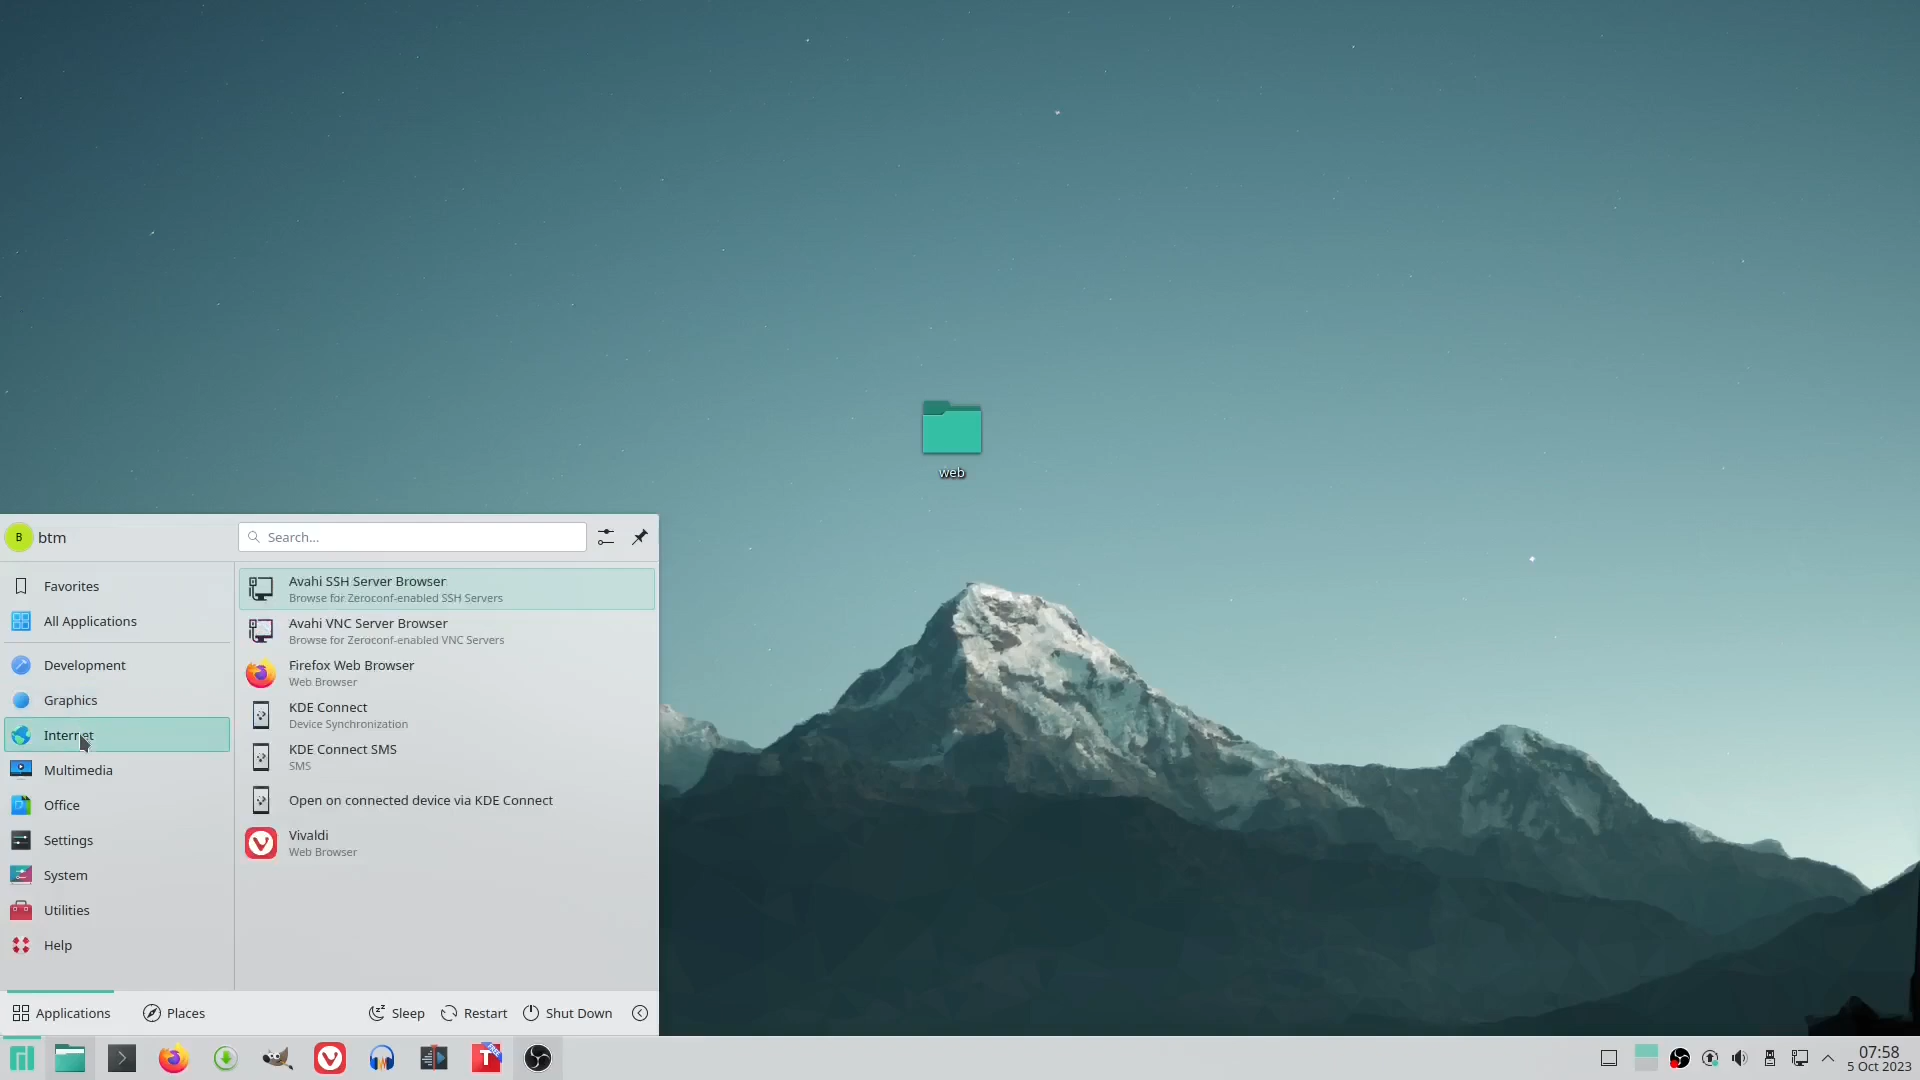 web
B
btm
Search...
Favorites
All Applications
Development
Graphics
Internet
Multimedia
Office
Settings
System
Utilities
Help
Avahi SSH Server Browser
Browse for Zeroconf-enabled SSH Servers
Avahi VNC Server Browser
Browse for Zeroconf-enabled VNC Servers
Firefox Web Browser
Web Browser
KDE Connect
Device Synchronization
KDE Connect SMS
SMS
Open on connected device via KDE Connect
Vivaldi
Web Browser
Applications
Places
Sleep
Restart
Shut Down
T
FREE
07:58
5 Oct 2023